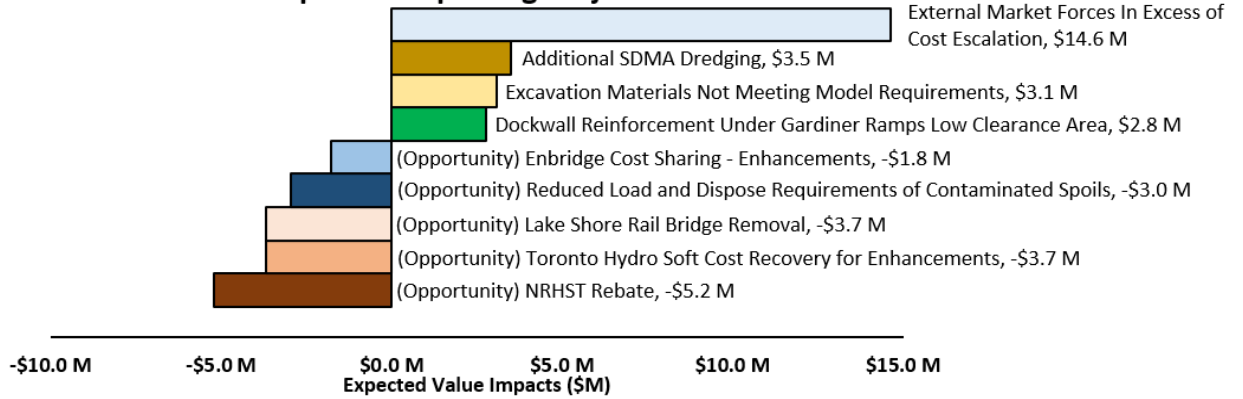 External Market Forces In Excess of
Cost Escalation, $14.6 M
Additional SDMA Dredging, $3.5 M
Excavation Materials Not Meeting Model Requirements, $3.1 M
Dockwall Reinforcement Under Gardiner Ramps Low Clearance Area, $2.8 M
(Opportunity) Enbridge Cost Sharing - Enhancements, -$1.8 M
(Opportunity) Reduced Load and Dispose Requirements of Contaminated Spoils, -$3.0 M
(Opportunity) Lake Shore Rail Bridge Removal, -$3.7 M
(Opportunity) Toronto Hydro Soft Cost Recovery for Enhancements, -$3.7 M
(Opportunity) NRHST Rebate, -$5.2 M
-$10.0 M -$5.0 M $0.0 M $5.0 M $10.0 M $15.0 M
Expected Value Impacts ($M)